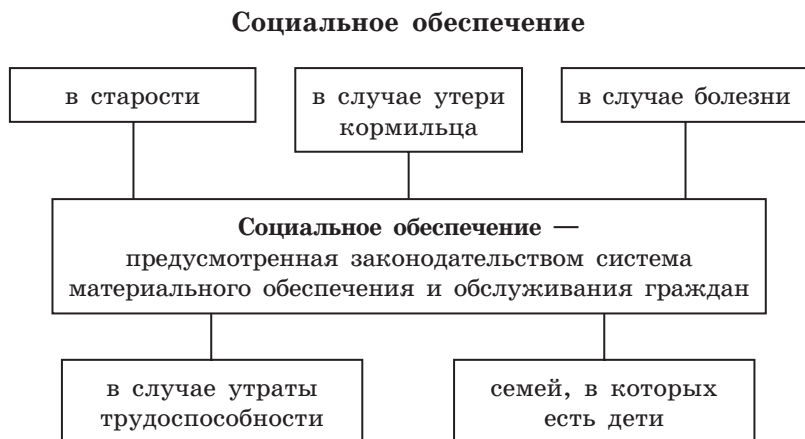 Социальное обеспечение
в старости
в случае утери
кормильца
в случае болезни
Социальное обеспечение —
предусмотренная законодательством система
материального обеспечения и обслуживания граждан
в случае утраты
трудоспособности
семей, в которых
есть дети